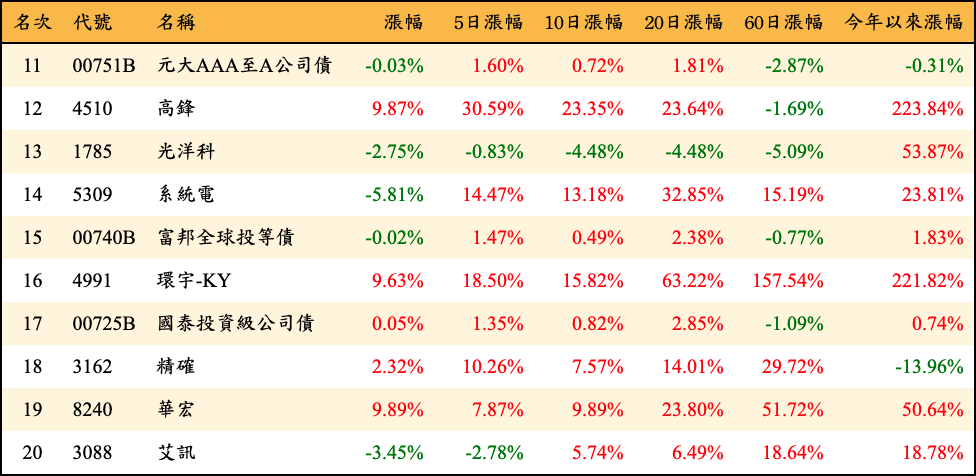 名次 代號 名稱 漲幅 5日漲幅 10日漲幅 20日漲幅 60日漲幅 今年以來漲幅
11 00751B 元大AAA至A公司債 -0.03% 1.60% 0.72% 1.81% -2.87% -0.31%
12 4510 高鋒 9.87% 30.59% 23.35% 23.64% -1.69% 223.84%
13 1785 光洋科 -2.75% -0.83% -4.48% -4.48% -5.09% 53.87%
14 5309 系統電 -5.81% 14.47% 13.18% 32.85% 15.19% 23.81%
15 00740B 富邦全球投等債 -0.02% 1.47% 0.49% 2.38% -0.77% 1.83%
16 4991 環宇-KY 9.63% 18.50% 15.82% 63.22% 157.54% 221.82%
17 00725B 國泰投資級公司債 0.05% 1.35% 0.82% 2.85% -1.09% 0.74%
18 3162 精確 2.32% 10.26% 7.57% 14.01% 29.72% -13.96%
19 8240 華宏 9.89% 7.87% 9.89% 23.80% 51.72% 50.64%
20 3088 艾訊 -3.45% -2.78% 5.74% 6.49% 18.64% 18.78%